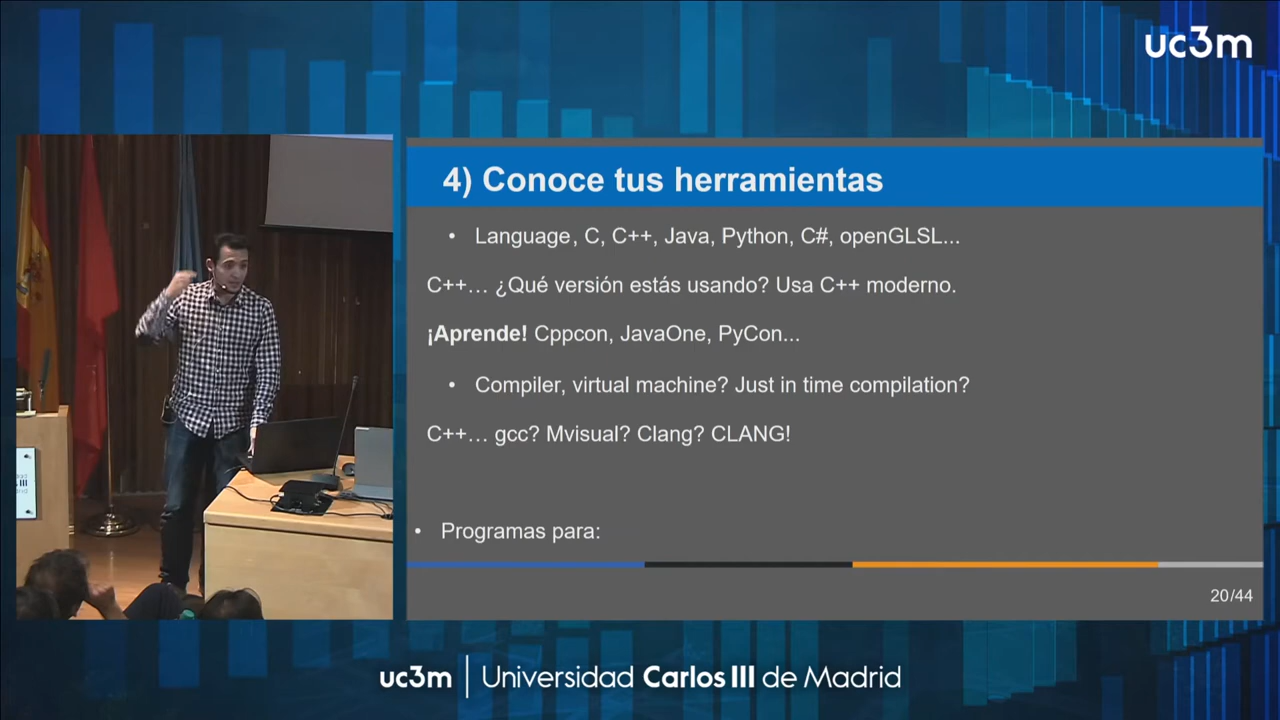 uc3m
4) Conoce tus herramientas
• Language, C, C++, Java, Python, C#, openGLSL...
C++… ¿Qué versión estás usando? Usa C++ moderno.
¡Aprende! Cppcon, JavaOne, PyCon...
• Compiler, virtual machine? Just in time compilation?
C++… gcc? Mvisual? Clang? CLANG!
• Programas para:
20/44
uc3m | Universidad Carlos III de Madrid